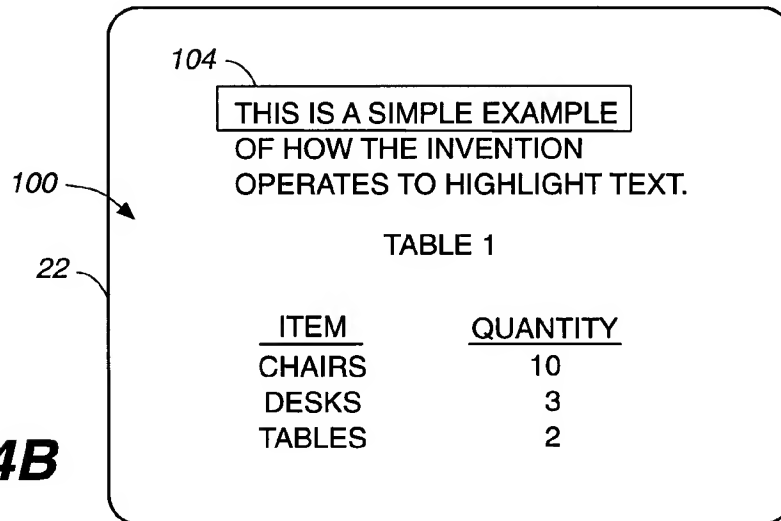 104
THIS IS A SIMPLE EXAMPLE
OF HOW THE INVENTION
OPERATES TO HIGHLIGHT TEXT.
100
TABLE 1
22
ITEM QUANTITY
CHAIRS 10
DESKS 3
TABLES 2
4B